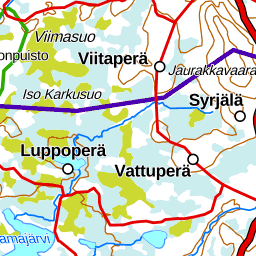 Viimasuo
onpuisto
Viitaperä
Jaurakkavaara
Iso Karkusuo
Syrjälä
Luppoperä
Vattuperä
amajärvi